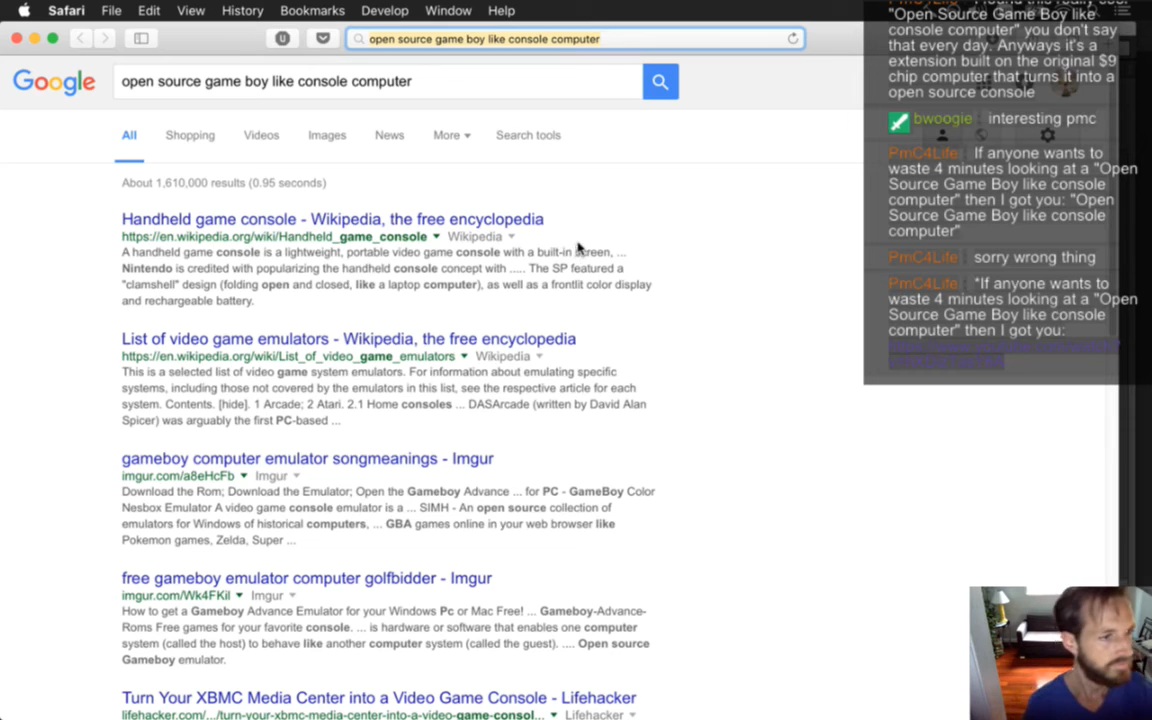 Safari File Edit View History Bookmarks Develop Window Help
open source game boy like console computer
Google open source game boy like console computer
All Shopping Videos Images News More Search tools
About 1,610,000 results (0.95 seconds)
Handheld game console - Wikipedia, the free encyclopedia
https://en.wikipedia.org/wiki/Handheld_game_console Wikipedia
A handheld game console is a lightweight, portable video game console with a built-in screen, ...
Nintendo is credited with popularizing the handheld console concept with ..... The SP featured a
"clamshell" design (folding open and closed, like a laptop computer), as well as a frontlit color display
and rechargeable battery.
List of video game emulators - Wikipedia, the free encyclopedia
https://en.wikipedia.org/wiki/List_of_video_game_emulators Wikipedia
This is a selected list of video game system emulators. For information about emulating specific
systems, including those not covered by the emulators in this list, see the respective article for each
system. Contents. [hide]. 1 Arcade; 2 Atari. 2.1 Home consoles ... DASArcade (written by David Alan
Spicer) was arguably the first PC-based ...
gameboy computer emulator songmeanings - Imgur
imgur.com/a8eHcFb Imgur
Download the Rom; Download the Emulator; Open the Gameboy Advance ... for PC - GameBoy Color
Nesbox Emulator A video game console emulator is a ... SIMH - An open source collection of
emulators for Windows of historical computers, ... GBA games online in your web browser like
Pokemon games, Zelda, Super ...
free gameboy emulator computer golfbidder - Imgur
imgur.com/Wk4FKil Imgur
How to get a Gameboy Advance Emulator for your Windows Pc or Mac Free! ... Gameboy-Advance-
Roms Free games for your favorite console. ... is hardware or software that enables one computer
system (called the host) to behave like another computer system (called the guest). .... Open source
Gameboy emulator.
Turn Your XBMC Media Center into a Video Game Console - Lifehacker
lifehacker.com/.../turn-your-xbmc-media-center-into-a-video-game-consol... Lifehacker
"Open Source Game Boy like
console computer" you don't say
that every day. Anyways it's a
extension built on the original $9
chip computer that turns it into a
open source console
bwoogie interesting pmc
PmC4Life If anyone wants to
waste 4 minutes looking at a "Open
Source Game Boy like console
computer" then I got you: "Open
Source Game Boy like console
computer"
PmC4Life sorry wrong thing
PmC4Life "If anyone wants to
waste 4 minutes looking at a "Open
Source Game Boy like console
computer" then I got you: